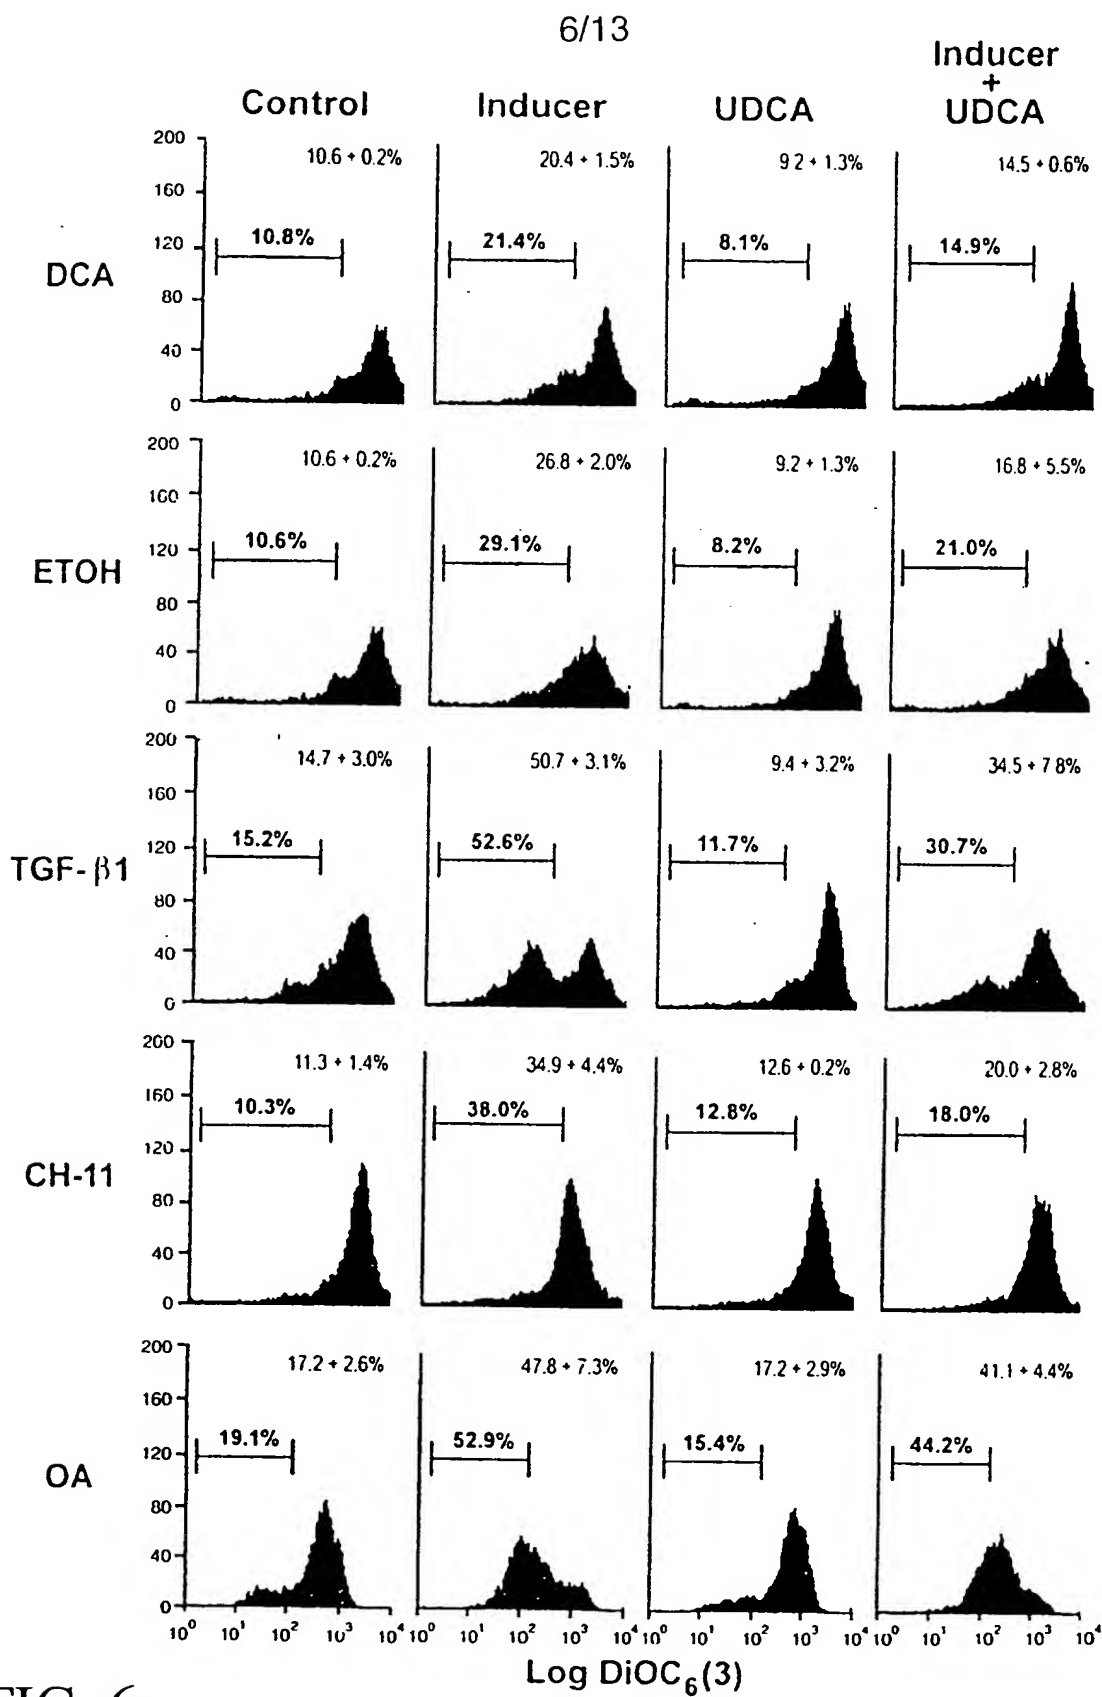 6/13
Control Inducer UDCA Inducer + UDCA
DCA
200 160 120 80 40 0
10.6 + 0.2% 20.4 + 1.5% 9.2 + 1.3% 14.5 + 0.6%
10.8% 21.4% 8.1% 14.9%
ETOH
200 160 120 80 40 0
10.6 + 0.2% 26.8 + 2.0% 9.2 + 1.3% 16.8 + 5.5%
10.6% 29.1% 8.2% 21.0%
TGF-β1
200 160 120 80 40 0
14.7 + 3.0% 50.7 + 3.1% 9.4 + 3.2% 34.5 + 7.8%
15.2% 52.6% 11.7% 30.7%
CH-11
200 160 120 80 40 0
11.3 + 1.4% 34.9 + 4.4% 12.6 + 0.2% 20.0 + 2.8%
10.3% 38.0% 12.8% 18.0%
OA
200 160 120 80 40 0
17.2 + 2.6% 47.8 + 7.3% 17.2 + 2.9% 41.1 + 4.4%
19.1% 52.9% 15.4% 44.2%
10⁰ 10¹ 10² 10³ 10⁴ 10⁰ 10¹ 10² 10³ 10⁴ 10⁰ 10¹ 10² 10³ 10⁴ 10⁰ 10¹ 10² 10³ 10⁴
Log DiOC₆(3)